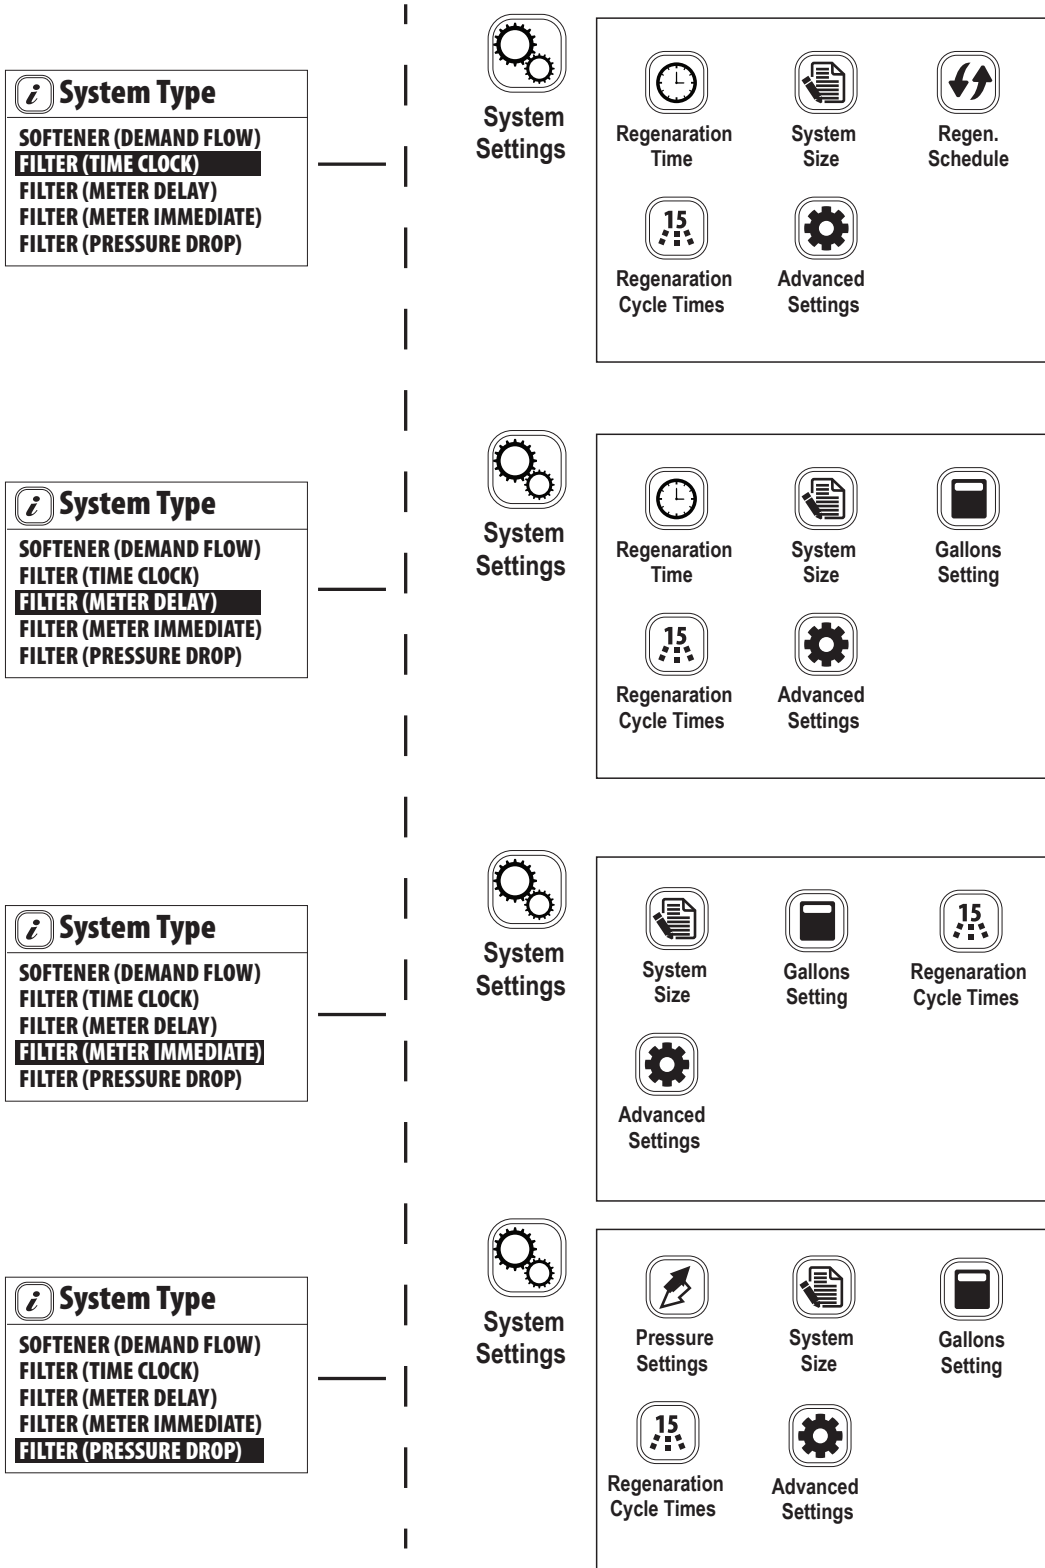 System Type
SOFTENER (DEMAND FLOW)
FILTER (TIME CLOCK)
FILTER (METER DELAY)
FILTER (METER IMMEDIATE)
FILTER (PRESSURE DROP)
System
Settings
Regenaration
Time
System
Size
Regen.
Schedule
15
Regenaration
Cycle Times
Advanced
Settings
System Type
SOFTENER (DEMAND FLOW)
FILTER (TIME CLOCK)
FILTER (METER DELAY)
FILTER (METER IMMEDIATE)
FILTER (PRESSURE DROP)
System
Settings
Regenaration
Time
System
Size
Gallons
Setting
15
Regenaration
Cycle Times
Advanced
Settings
System Type
SOFTENER (DEMAND FLOW)
FILTER (TIME CLOCK)
FILTER (METER DELAY)
FILTER (METER IMMEDIATE)
FILTER (PRESSURE DROP)
System
Settings
System
Size
Gallons
Setting
15
Regenaration
Cycle Times
Advanced
Settings
System Type
SOFTENER (DEMAND FLOW)
FILTER (TIME CLOCK)
FILTER (METER DELAY)
FILTER (METER IMMEDIATE)
FILTER (PRESSURE DROP)
System
Settings
Pressure
Settings
System
Size
Gallons
Setting
15
Regenaration
Cycle Times
Advanced
Settings